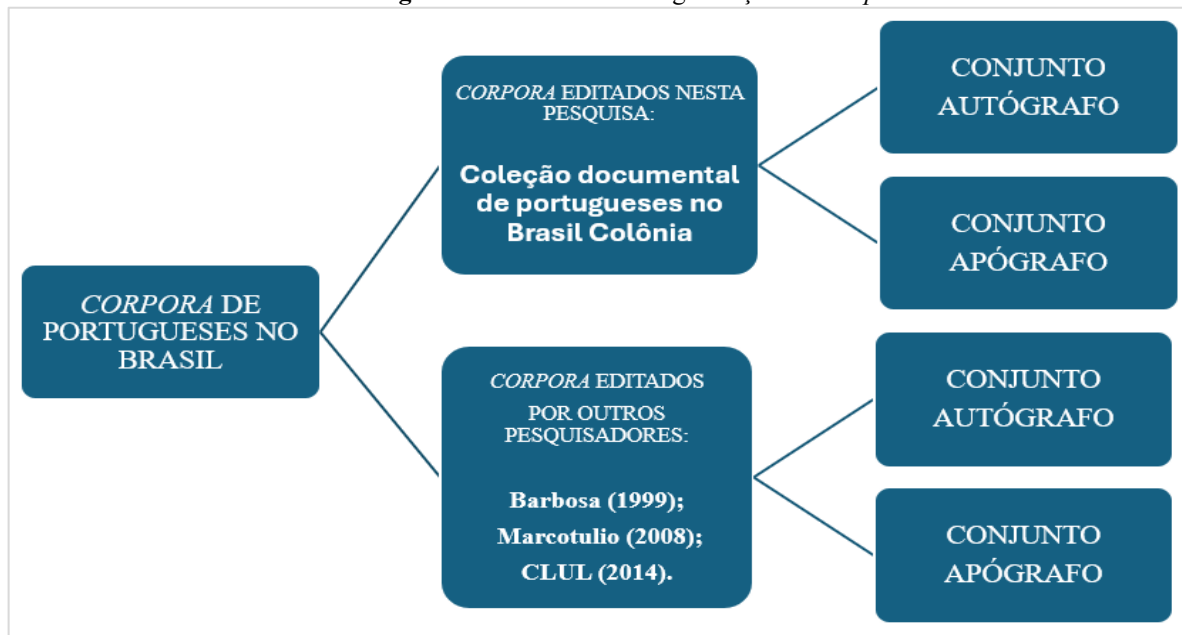 CORPORA DE
PORTUGUESES NO
BRASIL
CORPORA EDITADOS NESTA
PESQUISA:
Coleção documental
de portugueses no
Brasil Colônia
CONJUNTO
AUTÓGRAFO
CONJUNTO
APÓGRAFO
CORPORA EDITADOS
POR OUTROS
PESQUISADORES:
Barbosa (1999);
Marcotulio (2008);
CLUL (2014).
CONJUNTO
AUTÓGRAFO
CONJUNTO
APÓGRAFO